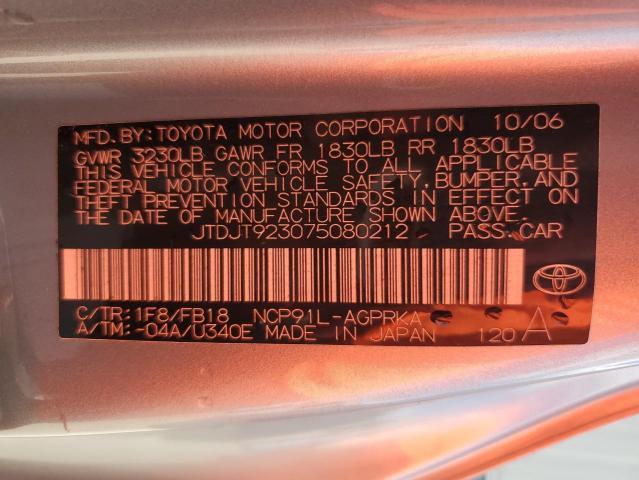 MFD. BY: TOYOTA MOTOR CORPORATION 10/06
GVWR 3230LB GAWR FR 1830LB RR 1830LB
THIS VEHICLE CONFORMS TO ALL APPLICABLE
FEDERAL MOTOR VEHICLE SAFETY, BUMPER, AND
THEFT PREVENTION STANDARDS IN EFFECT ON
THE DATE OF MANUFACTURE SHOWN ABOVE.
JTDJT923075080212 PASS. CAR
C/TR: 1F8/FB18 NCP91L-AGPRKA
A/TM: -04A/U340E MADE IN JAPAN 120 A